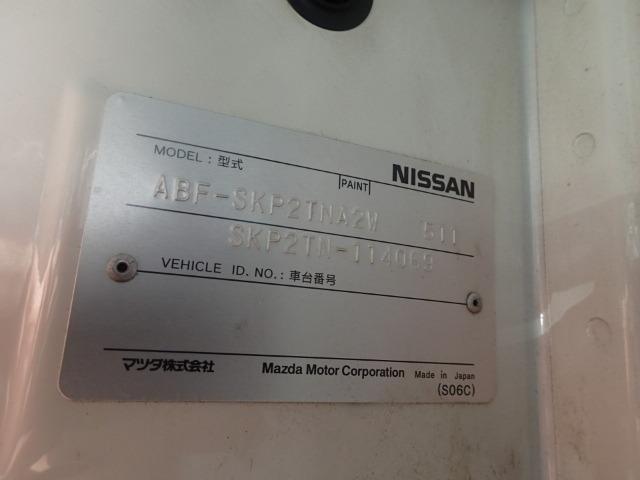 MODEL : 型式 PAINT NISSAN
ABF-SKP2TNA2W 511
SKP2TN-114069
VEHICLE ID. NO. : 車台番号
マツダ株式会社 Mazda Motor Corporation Made in Japan
(S06C)